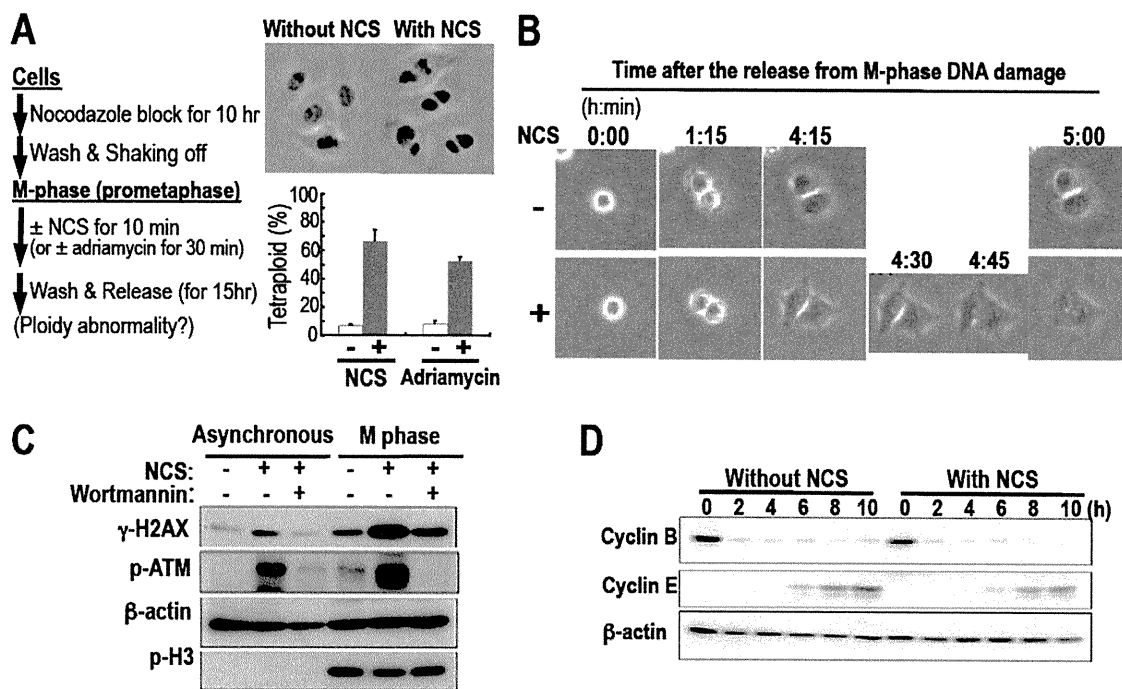 A
Cells
Nocodazole block for 10 hr
Wash & Shaking off
M-phase (prometaphase)
± NCS for 10 min
(or ± adriamycin for 30 min)
Wash & Release (for 15hr)
(Ploidy abnormality?)
Without NCS With NCS
Tetraploid (%)
100
80
60
40
20
0
- + - +
NCS Adriamycin
B
Time after the release from M-phase DNA damage
(h:min)
NCS 0:00 1:15 4:15 5:00
-
4:30 4:45
+
C
Asynchronous M phase
NCS: - + + - + +
Wortmannin: - - + - - +
γ-H2AX
p-ATM
β-actin
p-H3
D
Without NCS With NCS
0 2 4 6 8 10 0 2 4 6 8 10 (h)
Cyclin B
Cyclin E
β-actin